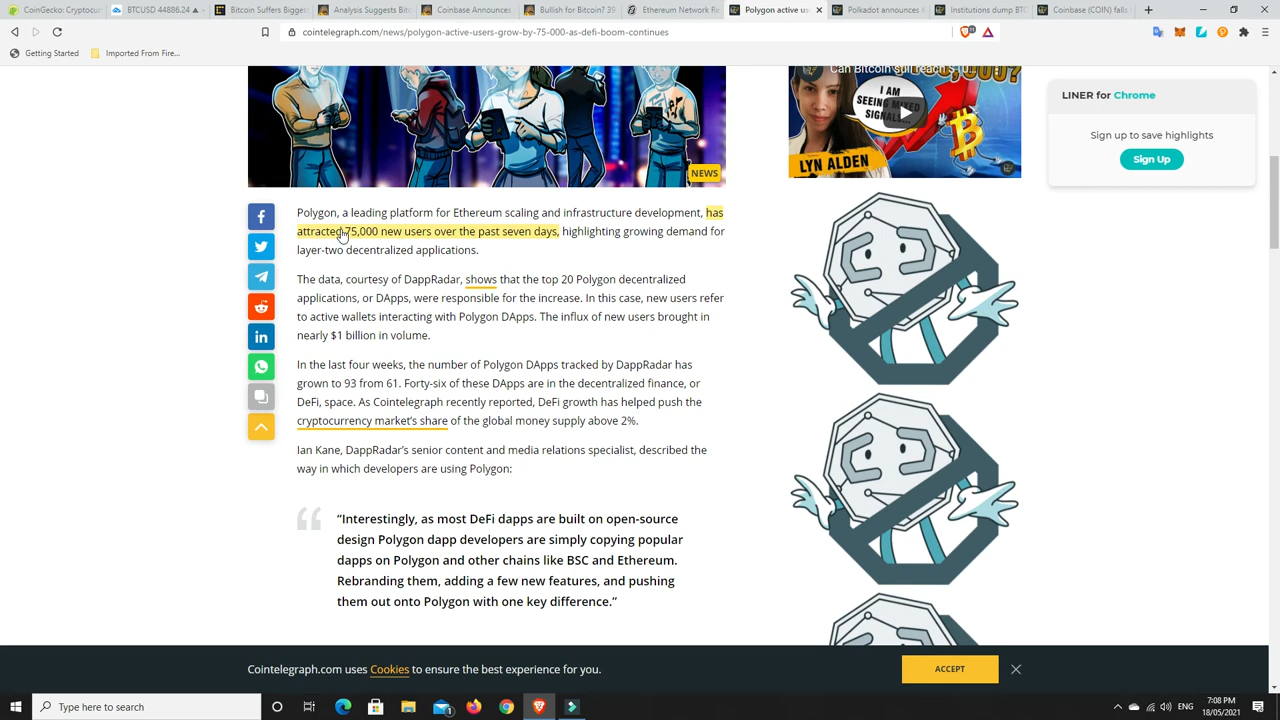 CoinGecko: Cryptocurr
BTCUSD 44886.24 ▲
Bitcoin Suffers Bigges
Analysis Suggests Bitc
Coinbase Announces
Bullish for Bitcoin? 39
Ethereum Network Re
Polygon active us
Polkadot announces i
Institutions dump BTC
Coinbase (COIN) falls
cointelegraph.com/news/polygon-active-users-grow-by-75-000-as-defi-boom-continues
Getting Started
Imported From Fire...
NEWS
Can Bitcoin still reach $10
I AM
SEEING MIXED
SIGNALS...
LYN ALDEN
LINER for Chrome
Sign up to save highlights
Sign Up
Polygon, a leading platform for Ethereum scaling and infrastructure development, has
attracted 75,000 new users over the past seven days, highlighting growing demand for
layer-two decentralized applications.
The data, courtesy of DappRadar, shows that the top 20 Polygon decentralized
applications, or DApps, were responsible for the increase. In this case, new users refer
to active wallets interacting with Polygon DApps. The influx of new users brought in
nearly $1 billion in volume.
In the last four weeks, the number of Polygon DApps tracked by DappRadar has
grown to 93 from 61. Forty-six of these DApps are in the decentralized finance, or
DeFi, space. As Cointelegraph recently reported, DeFi growth has helped push the
cryptocurrency market's share of the global money supply above 2%.
Ian Kane, DappRadar's senior content and media relations specialist, described the
way in which developers are using Polygon:
“Interestingly, as most DeFi dapps are built on open-source
design Polygon dapp developers are simply copying popular
dapps on Polygon and other chains like BSC and Ethereum.
Rebranding them, adding a few new features, and pushing
them out onto Polygon with one key difference.”
Cointelegraph.com uses Cookies to ensure the best experience for you.
ACCEPT
Type here to search
ENG
7:08 PM
18/05/2021